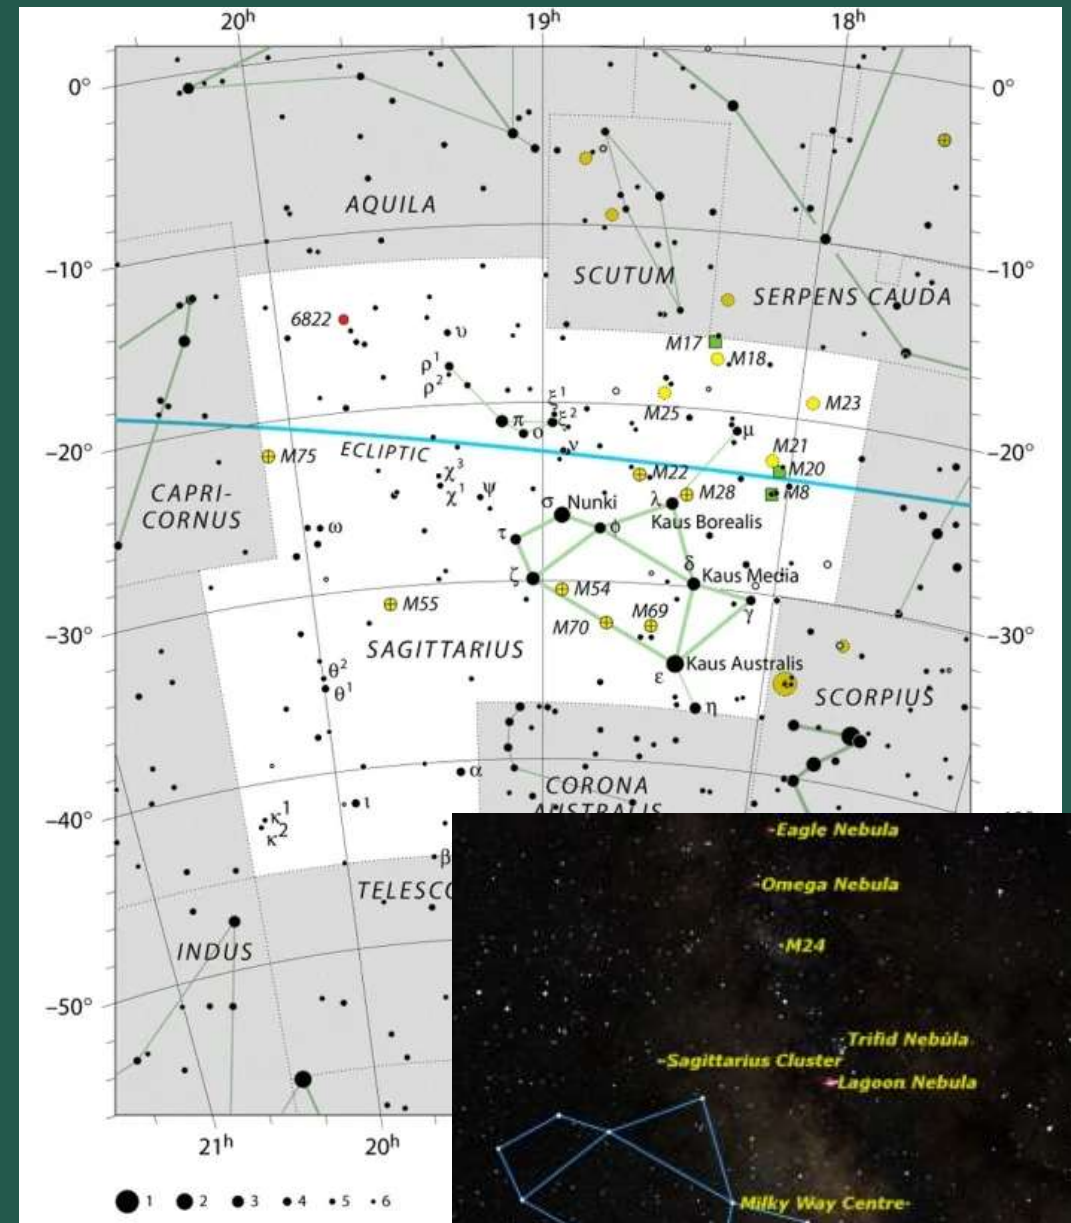 20h 19h 18h
0° 0°
AQUILA
–10° SCUTUM –10°
SERPENS CAUDA
6822 υ
M17
M18
ρ1
ρ2
ξ1
M25
M23
π ο ξ2
μ
–20° –20°
ECLIPTIC
ν
M21
M75
M22
M20
χ3
χ1 ψ
M28
M8
CAPRI-
CORNUS
σ Nunki
λ
Kaus Borealis
ω
τ
φ
ζ
δ
Kaus Media
M54
M55
M70
M69
γ
–30° –30°
SAGITTARIUS
Kaus Australis
ε
θ2
θ1
SCORPIUS
η
α
CORONA
AUSTRALIS
ι
–40°
κ1
κ2
β
TELESCO
INDUS
–50°
21h 20h
1 2 3 4 5 6
Eagle Nebula
Omega Nebula
M24
Trifid Nebula
Sagittarius Cluster
Lagoon Nebula
Milky Way Centre